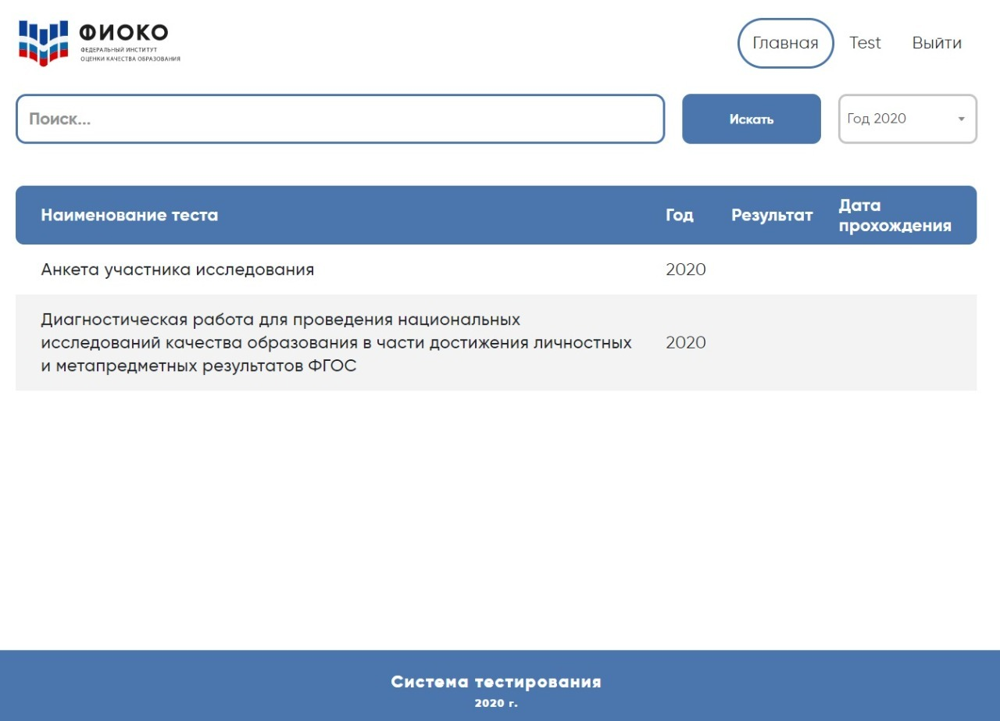 ФИОКО
ФЕДЕРАЛЬНЫЙ ИНСТИТУТ
ОЦЕНКИ КАЧЕСТВА ОБРАЗОВАНИЯ
Главная Test Выйти
Поиск... Искать Год 2020
Наименование теста Год Результат Дата
прохождения
Анкета участника исследования 2020
Диагностическая работа для проведения национальных
исследований качества образования в части достижения личностных 2020
и метапредметных результатов ФГОС
Система тестирования
2020 г.